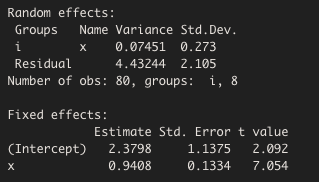 Random effects:
Groups   Name Variance Std.Dev.
i        x    0.07451  0.273
Residual      4.43244  2.105
Number of obs: 80, groups:  i, 8
Fixed effects:
Estimate Std. Error t value
(Intercept)   2.3798     1.1375   2.092
x             0.9408     0.1334   7.054